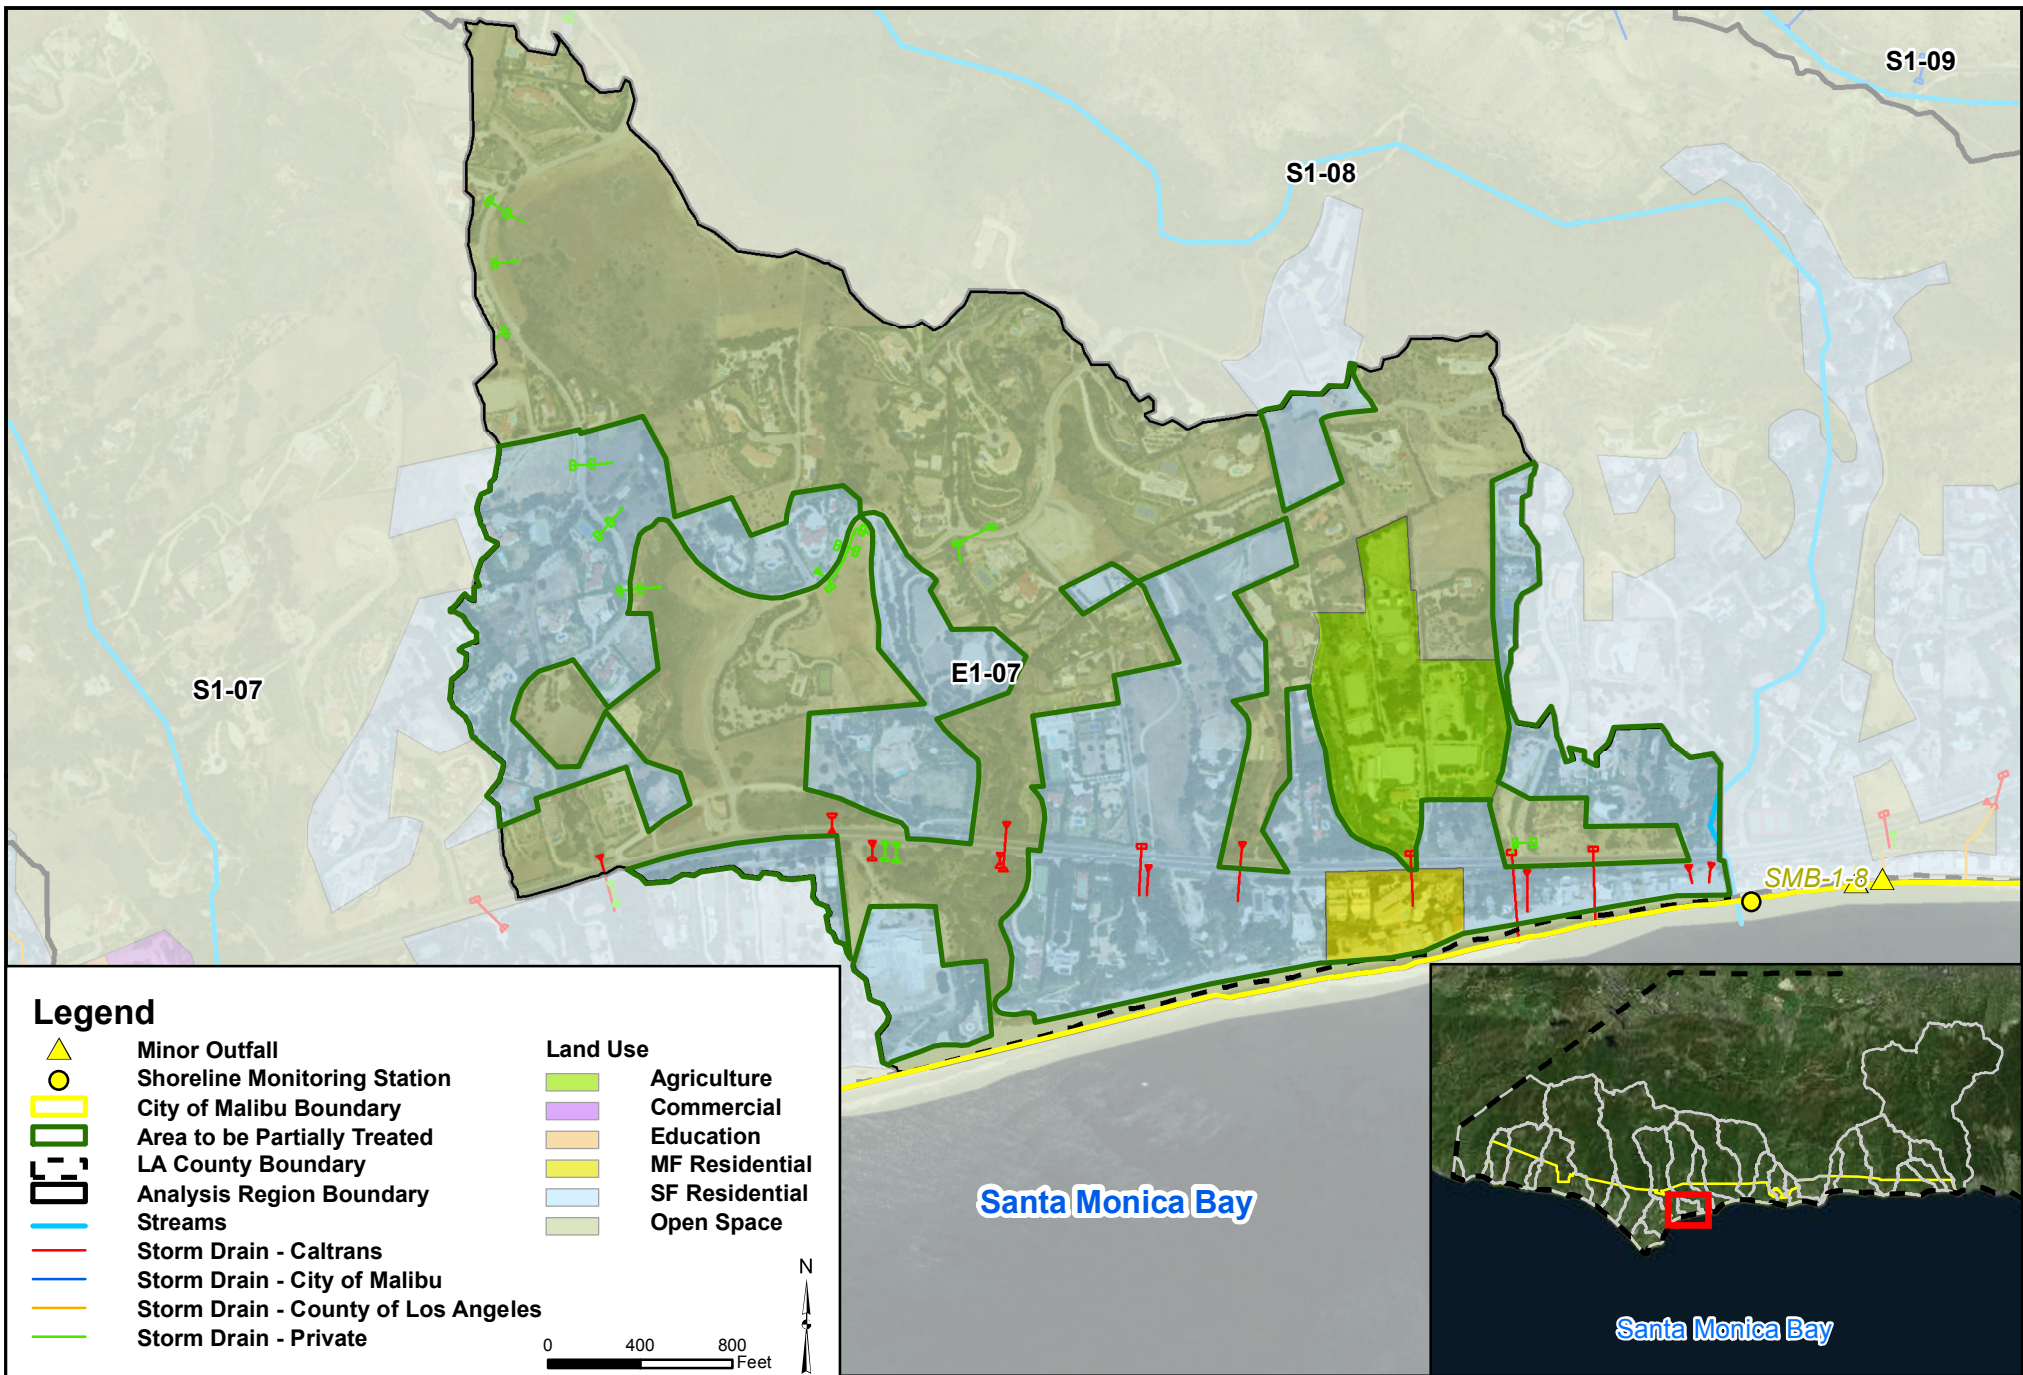 S1-09
S1-08
S1-07
E1-07
SMB-1-8
Legend
Minor Outfall
Shoreline Monitoring Station
City of Malibu Boundary
Area to be Partially Treated
LA County Boundary
Analysis Region Boundary
Streams
Storm Drain - Caltrans
Storm Drain - City of Malibu
Storm Drain - County of Los Angeles
Storm Drain - Private
Land Use
Agriculture
Commercial
Education
MF Residential
SF Residential
Open Space
N
0 400 800
Feet
Santa Monica Bay
Santa Monica Bay